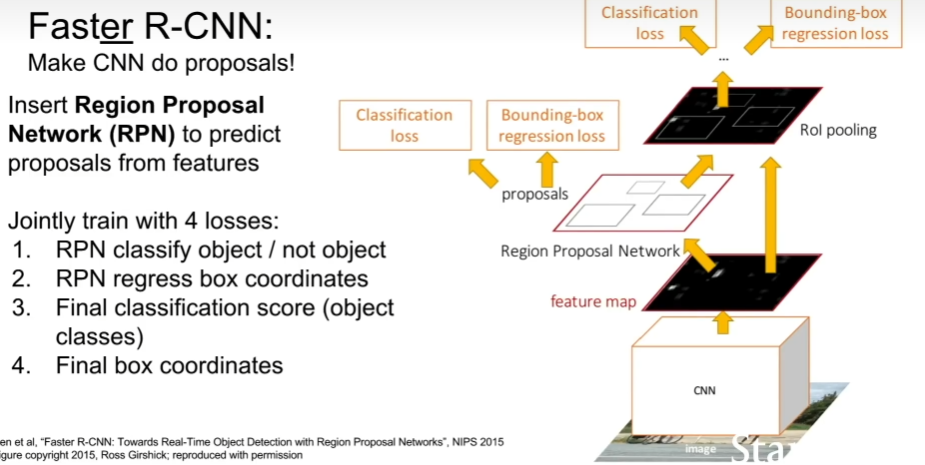 Faster R-CNN:
Make CNN do proposals!
Insert Region Proposal
Network (RPN) to predict
proposals from features
Jointly train with 4 losses:
1. RPN classify object / not object
2. RPN regress box coordinates
3. Final classification score (object
classes)
4. Final box coordinates
Classification
loss
Bounding-box
regression loss
Classification
loss
Bounding-box
regression loss
...
RoI pooling
proposals
Region Proposal Network
feature map
CNN
image
Sta
en et al, "Faster R-CNN: Towards Real-Time Object Detection with Region Proposal Networks", NIPS 2015
igure copyright 2015, Ross Girshick; reproduced with permission